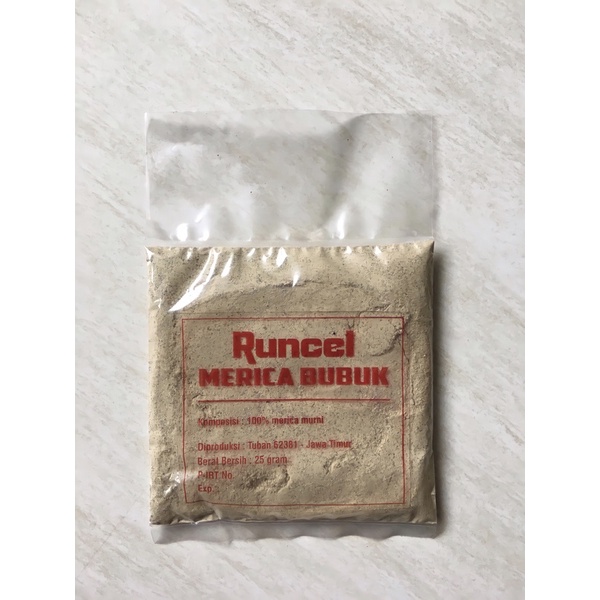 Runcel
MERICA BUBUK
Komposisi : 100% merica murni
Diproduksi : Tuban 62381 - Jawa Timur
Berat Bersih : 25 gram
P-IRT No.
Exp. :